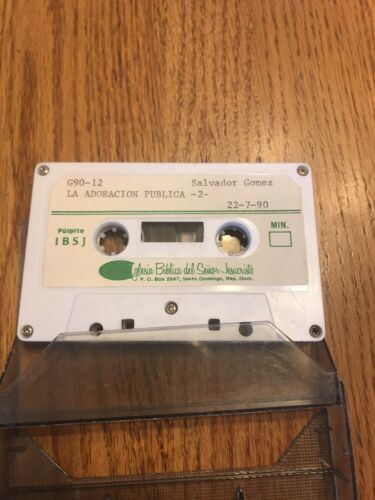 G90-12 Salvador Gomez
LA ADORACION PUBLICA -2-
22-7-90
Púlpito
IBSJ
MIN.
Iglesia Bíblica del Señor Jesucristo
P. O. Box 2647, Santo Domingo, Rep. Dom.